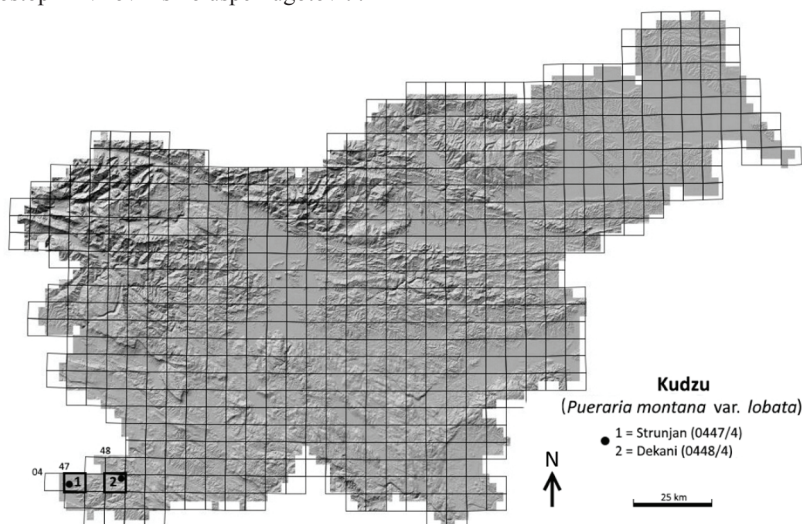 Kudzu
(Pueraria montana var. lobata)
1 = Strunjan (0447/4)
2 = Dekani (0448/4)
48
47
04
1
2
N
25 km